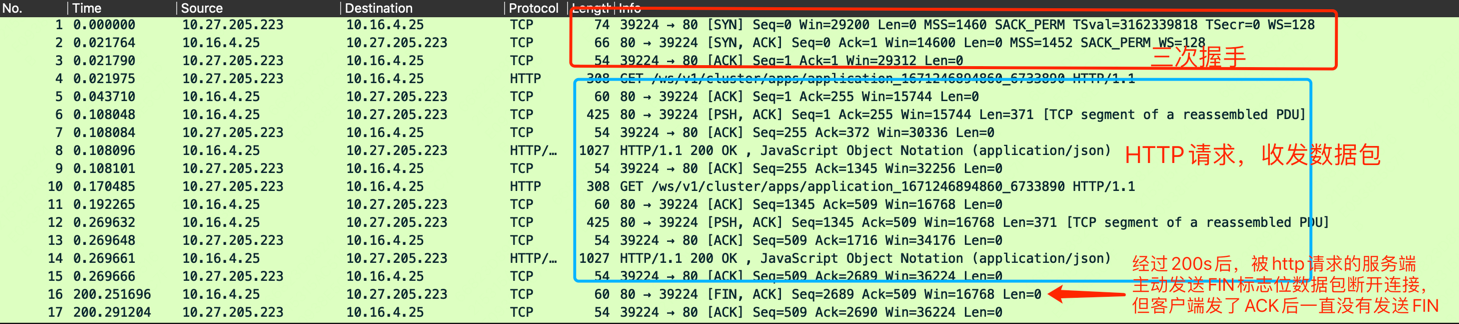 No. Time Source Destination Protocol Length Info
1 0.000000 10.27.205.223 10.16.4.25 TCP 74 39224 → 80 [SYN] Seq=0 Win=29200 Len=0 MSS=1460 SACK_PERM TSval=3162339818 TSecr=0 WS=128
2 0.021764 10.16.4.25 10.27.205.223 TCP 66 80 → 39224 [SYN, ACK] Seq=0 Ack=1 Win=14600 Len=0 MSS=1452 SACK_PERM WS=128
3 0.021790 10.27.205.223 10.16.4.25 TCP 54 39224 → 80 [ACK] Seq=1 Ack=1 Win=29312 Len=0
三次握手
4 0.021975 10.27.205.223 10.16.4.25 HTTP 308 GET /ws/v1/cluster/apps/application_1671246894860_6733890 HTTP/1.1
5 0.043710 10.16.4.25 10.27.205.223 TCP 60 80 → 39224 [ACK] Seq=1 Ack=255 Win=15744 Len=0
6 0.108048 10.16.4.25 10.27.205.223 TCP 425 80 → 39224 [PSH, ACK] Seq=1 Ack=255 Win=15744 Len=371 [TCP segment of a reassembled PDU]
7 0.108084 10.27.205.223 10.16.4.25 TCP 54 39224 → 80 [ACK] Seq=255 Ack=372 Win=30336 Len=0
8 0.108096 10.16.4.25 10.27.205.223 HTTP/… 1027 HTTP/1.1 200 OK , JavaScript Object Notation (application/json)
HTTP请求，收发数据包
9 0.108101 10.27.205.223 10.16.4.25 TCP 54 39224 → 80 [ACK] Seq=255 Ack=1345 Win=32256 Len=0
10 0.170485 10.27.205.223 10.16.4.25 HTTP 308 GET /ws/v1/cluster/apps/application_1671246894860_6733890 HTTP/1.1
11 0.192265 10.16.4.25 10.27.205.223 TCP 60 80 → 39224 [ACK] Seq=1345 Ack=509 Win=16768 Len=0
12 0.269632 10.16.4.25 10.27.205.223 TCP 425 80 → 39224 [PSH, ACK] Seq=1345 Ack=509 Win=16768 Len=371 [TCP segment of a reassembled PDU]
13 0.269648 10.27.205.223 10.16.4.25 TCP 54 39224 → 80 [ACK] Seq=509 Ack=1716 Win=34176 Len=0
14 0.269661 10.16.4.25 10.27.205.223 HTTP/… 1027 HTTP/1.1 200 OK , JavaScript Object Notation (application/json)
15 0.269666 10.27.205.223 10.16.4.25 TCP 54 39224 → 80 [ACK] Seq=509 Ack=2689 Win=36224 Len=0
16 200.251696 10.16.4.25 10.27.205.223 TCP 60 80 → 39224 [FIN, ACK] Seq=2689 Ack=509 Win=16768 Len=0
17 200.291204 10.27.205.223 10.16.4.25 TCP 54 39224 → 80 [ACK] Seq=509 Ack=2690 Win=36224 Len=0
经过200s后，被http请求的服务端
主动发送FIN标志位数据包断开连接，
但客户端发了ACK后一直没有发送FIN